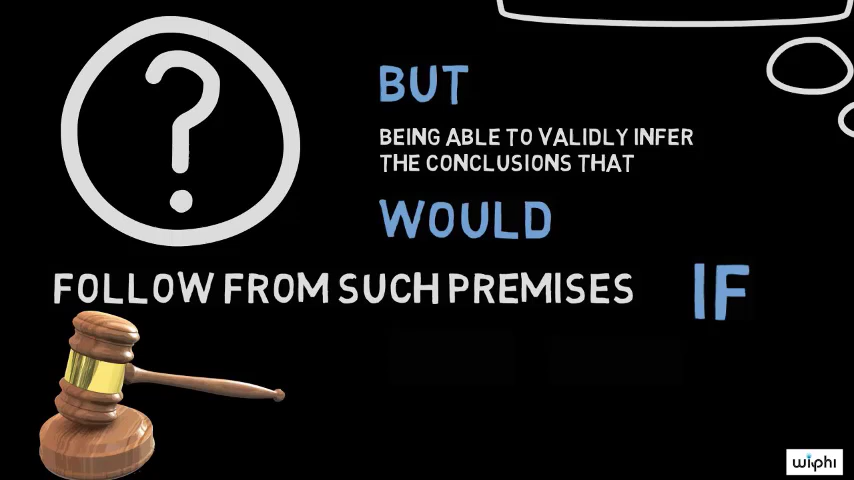 BUT
BEING ABLE TO VALIDLY INFER
THE CONCLUSIONS THAT
WOULD
FOLLOW FROM SUCH PREMISES IF
wiphi